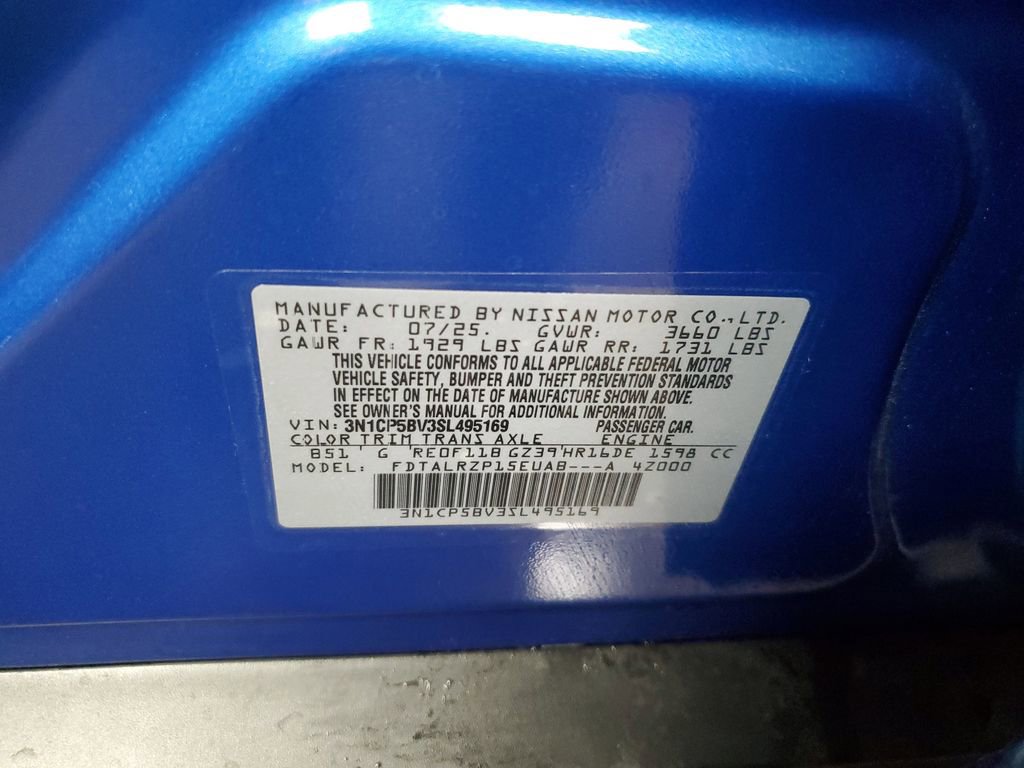 MANUFACTURED BY NISSAN MOTOR CO., LTD.
DATE: 07/25. GVWR: 3660 LBS
GAWR FR: 1929 LBS GAWR RR: 1731 LBS
THIS VEHICLE CONFORMS TO ALL APPLICABLE FEDERAL MOTOR
VEHICLE SAFETY, BUMPER AND THEFT PREVENTION STANDARDS
IN EFFECT ON THE DATE OF MANUFACTURE SHOWN ABOVE.
SEE OWNER'S MANUAL FOR ADDITIONAL INFORMATION.
VIN: 3N1CP5BV3SL495169 PASSENGER CAR.
COLOR TRIM TRANS AXLE ENGINE
B51 G RE0F11B GZ39 HR16DE 1598 CC
MODEL: FDTALRZP15EUAB---A 4Z000
3N1CP5BV3SL495169